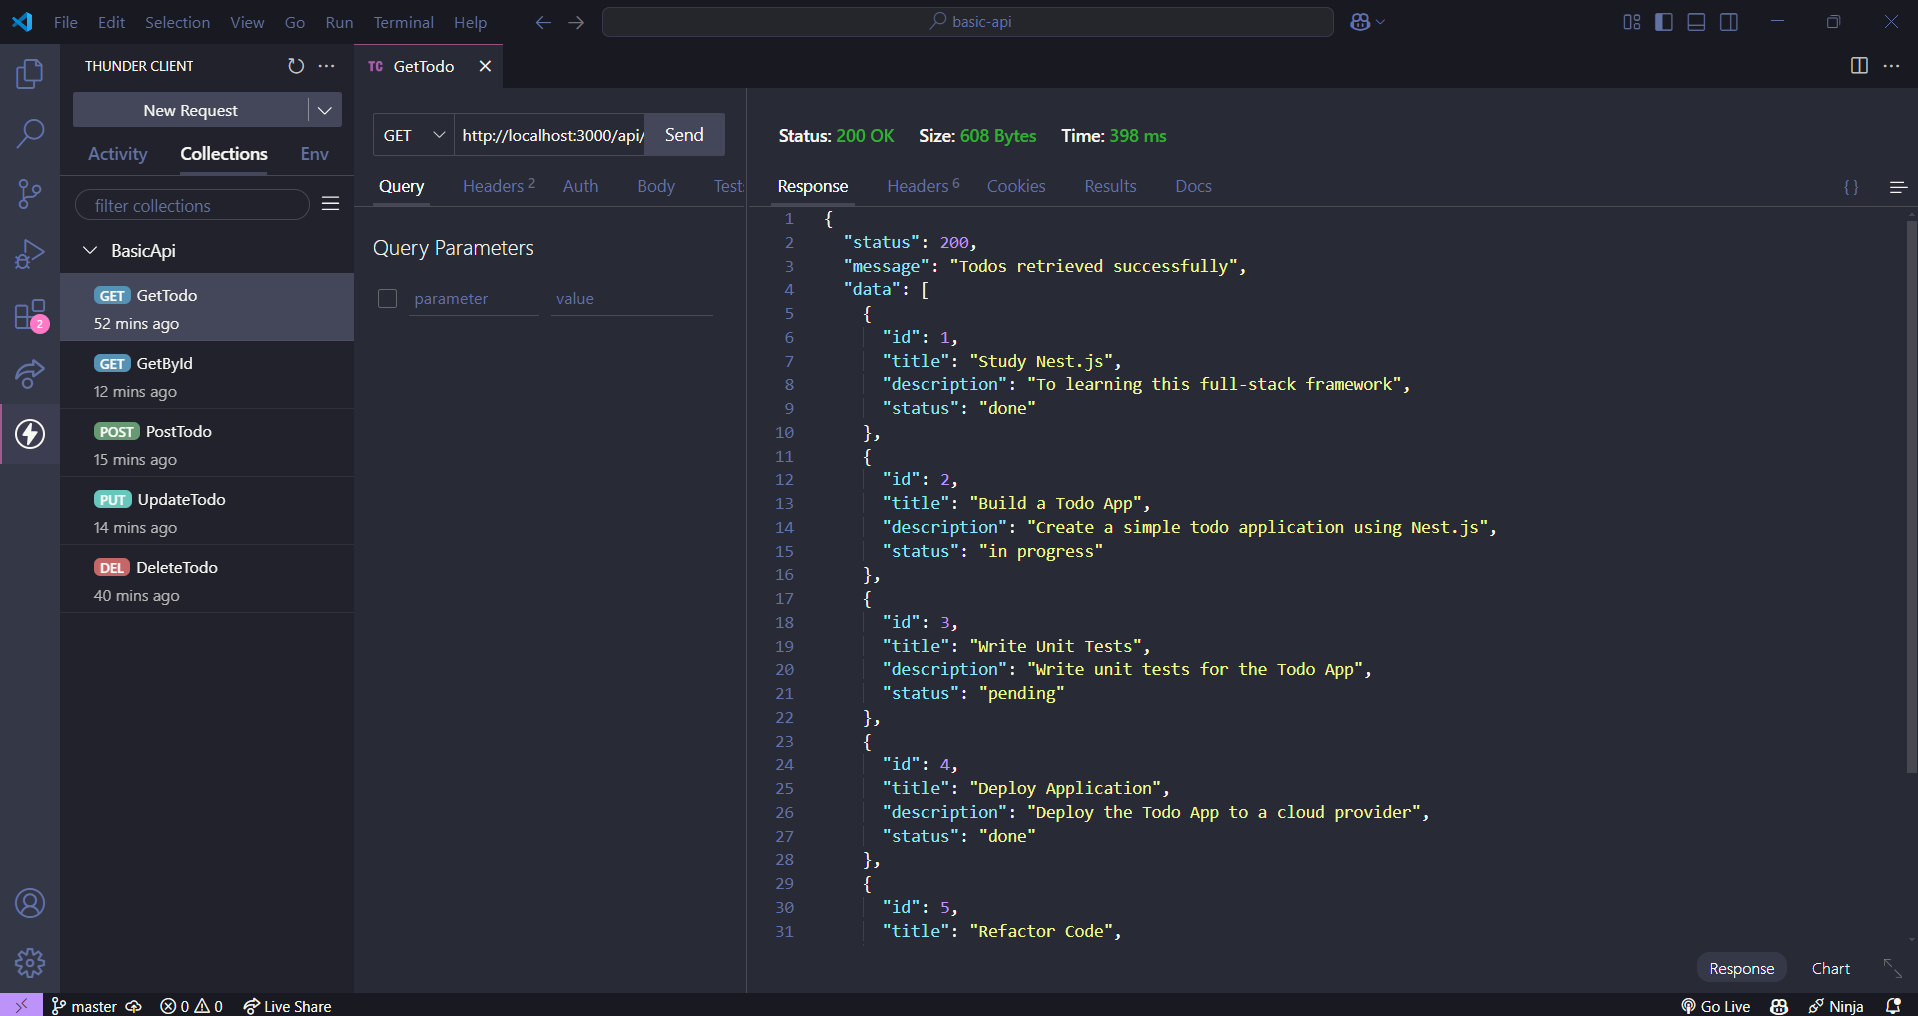 File Edit Selection View Go Run Terminal Help
basic-api
THUNDER CLIENT
New Request
Activity Collections Env
filter collections
BasicApi
GET GetTodo
52 mins ago
GET GetById
12 mins ago
POST PostTodo
15 mins ago
PUT UpdateTodo
14 mins ago
DEL DeleteTodo
40 mins ago
2
TC GetTodo
GET http://localhost:3000/api/ Send
Query Headers 2 Auth Body Tests
Query Parameters
parameter value
Status: 200 OK Size: 608 Bytes Time: 398 ms
Response Headers 6 Cookies Results Docs
{ }
1 {
2 "status": 200,
3 "message": "Todos retrieved successfully",
4 "data": [
5 {
6 "id": 1,
7 "title": "Study Nest.js",
8 "description": "To learning this full-stack framework",
9 "status": "done"
10 },
11 {
12 "id": 2,
13 "title": "Build a Todo App",
14 "description": "Create a simple todo application using Nest.js",
15 "status": "in progress"
16 },
17 {
18 "id": 3,
19 "title": "Write Unit Tests",
20 "description": "Write unit tests for the Todo App",
21 "status": "pending"
22 },
23 {
24 "id": 4,
25 "title": "Deploy Application",
26 "description": "Deploy the Todo App to a cloud provider",
27 "status": "done"
28 },
29 {
30 "id": 5,
31 "title": "Refactor Code",
Response Chart
master 0 0 Live Share
Go Live Ninja